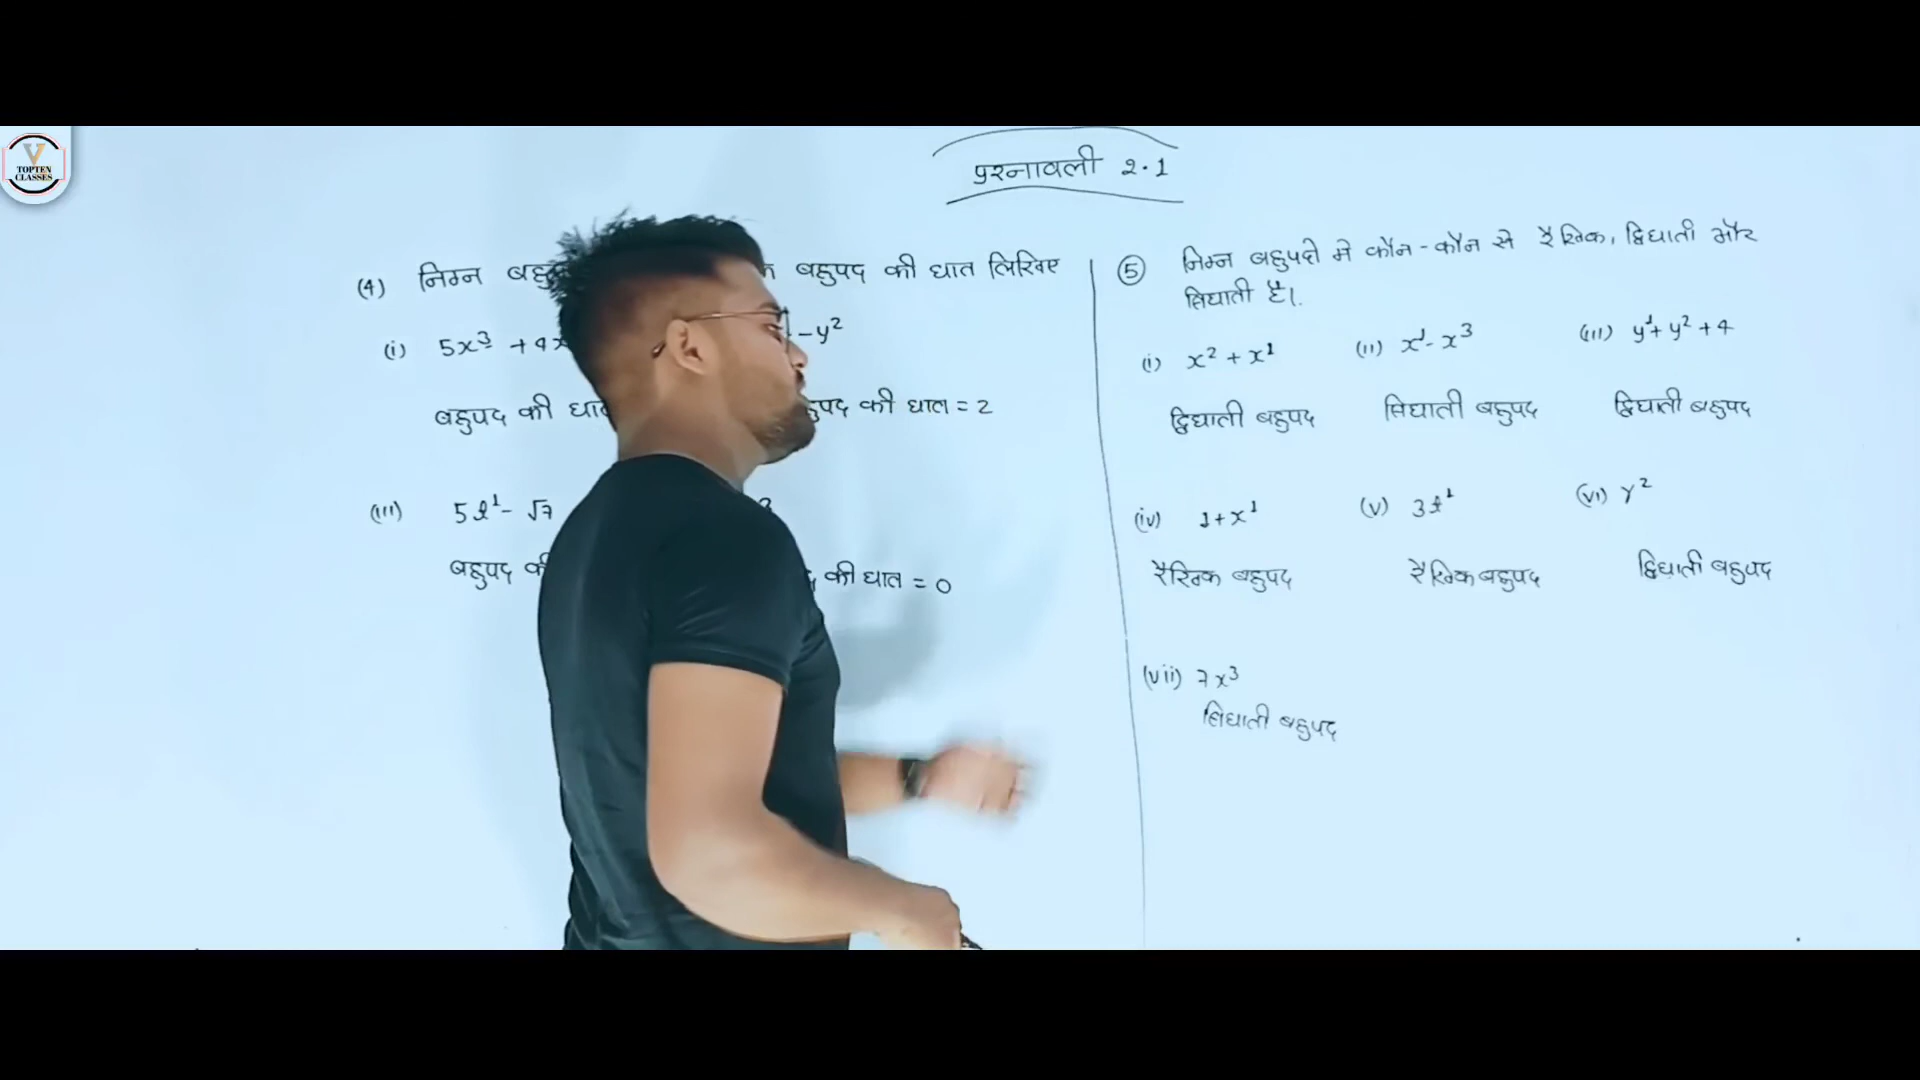 V
TOPTEN
CLASSES
प्रश्नावली 2.1
(4) निम्न बहुपद की घात लिखिए
(i) 5x³ + 4x - y²
बहुपद की घात = 2
(iii) 5t¹ - √7
बहुपद की घात = 0
(5) निम्न बहुपदो मे कौन-कौन से रैखिक, द्विघाती और
त्रिघाती है।
(i) x² + x¹ (ii) x¹ - x³ (iii) y¹ + y² + 4
द्विघाती बहुपद त्रिघाती बहुपद द्विघाती बहुपद
(iv) 1 + x¹ (v) 3t¹ (vi) r²
रैखिक बहुपद रैखिक बहुपद द्विघाती बहुपद
(vii) 7x³
त्रिघाती बहुपद